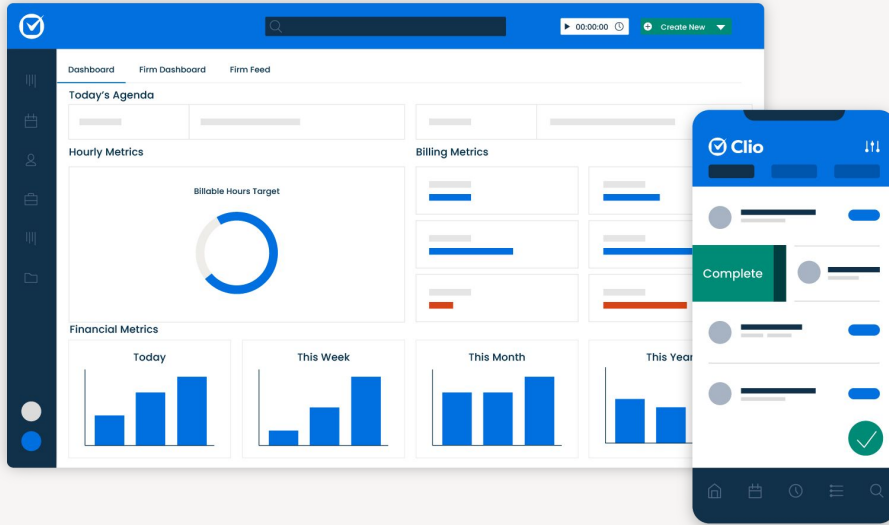 00:00:00
Create New
Dashboard Firm Dashboard Firm Feed
Today's Agenda
Hourly Metrics
Billing Metrics
Billable Hours Target
Financial Metrics
Today
This Week
This Month
This Year
Clio
Complete